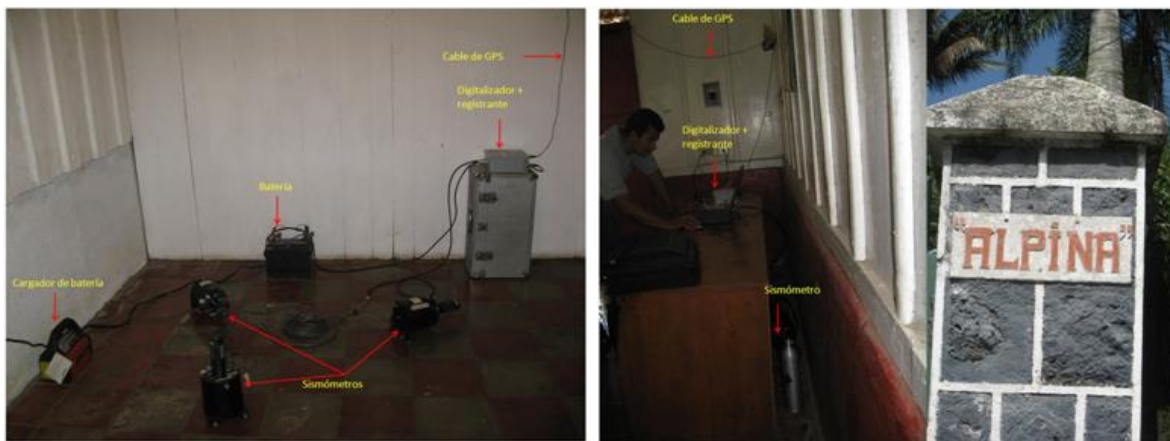 Cable de GPS
Digitalizador +
registrante
Batería
Cargador de batería
Sismómetros
Cable de GPS
Digitalizador +
registrante
Sismómetro
"ALPINA"